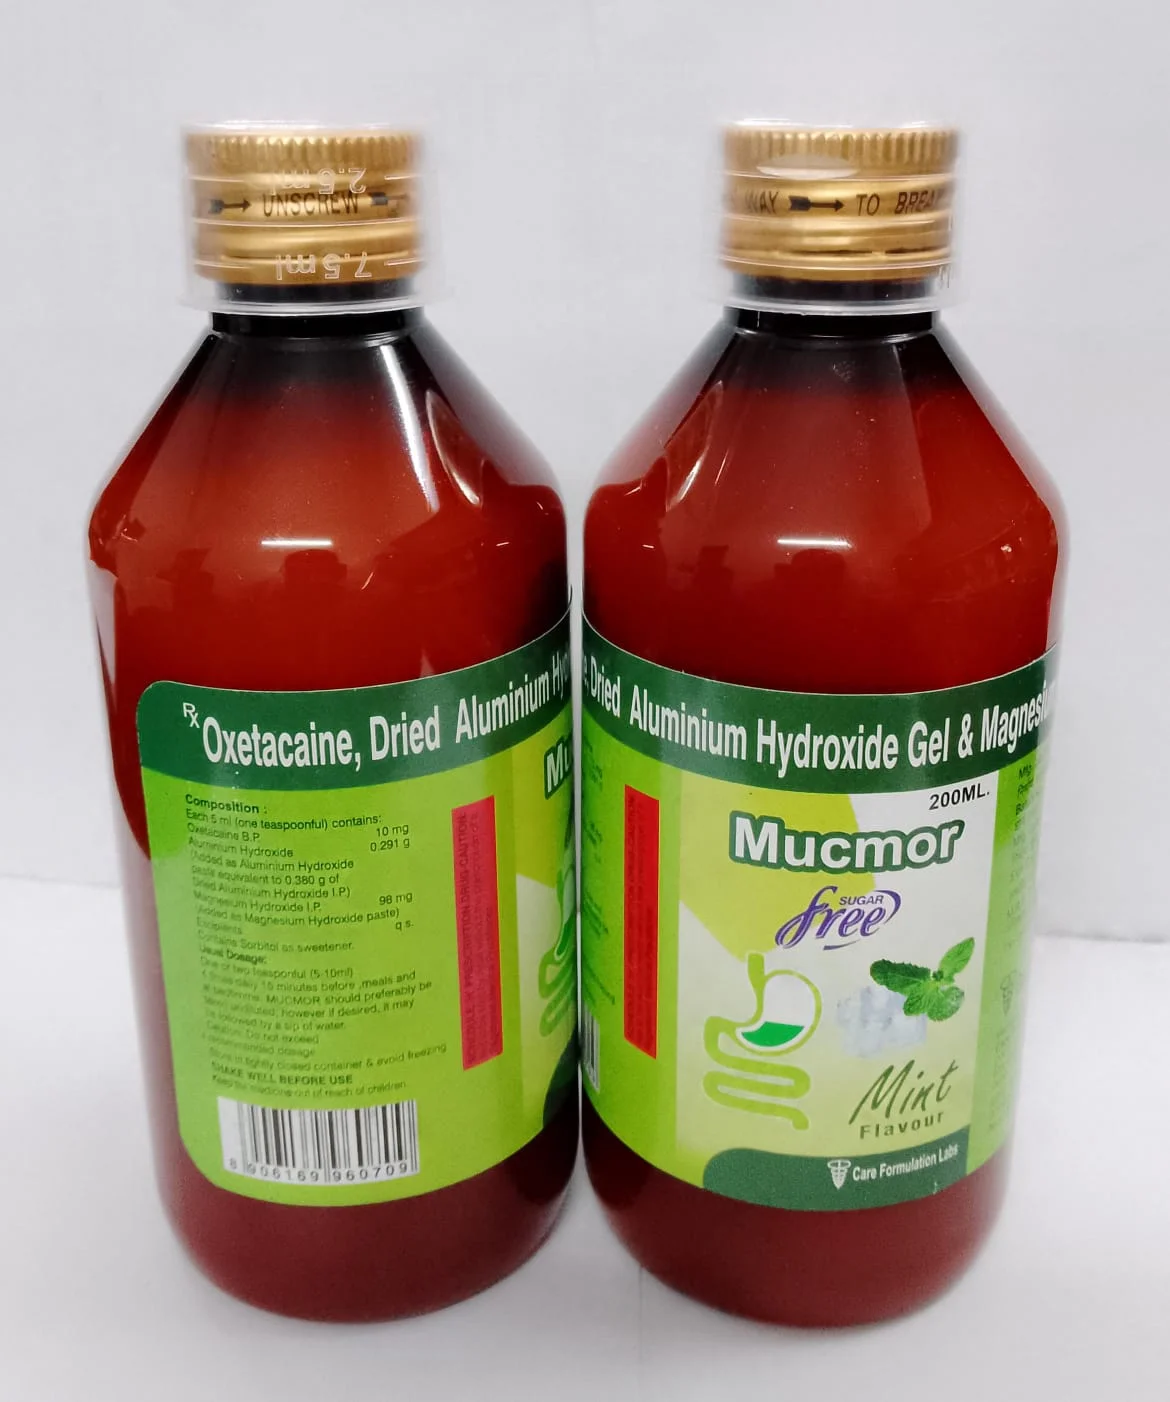 2.5 ml
UNSCREW
7.5 ml
Rx Oxetacaine, Dried Aluminium
Composition :
Each 5 ml (one teaspoonful) contains:
Oxetacaine B.P. 10 mg
Aluminium Hydroxide 0.291 g
(Added as Aluminium Hydroxide
paste equivalent to 0.380 g of
Dried Aluminium Hydroxide I.P.)
Magnesium Hydroxide I.P. 98 mg
(Added as Magnesium Hydroxide paste)
Excipients q.s.
Contains Sorbitol as sweetener.
Usual Dosage:
One or two teaspoonful (5-10ml)
4 times daily 15 minutes before ,meals and
at bedtime. MUCMOR should preferably be
taken undiluted; however if desired, it may
be followed by a sip of water.
Caution: Do not exceed
recommended dosage
Store in tightly closed container & avoid freezing
SHAKE WELL BEFORE USE
Keep the medicine out of reach of children
8 906169 960709
WAY TO BREA
Dried Aluminium Hydroxide Gel & Magnesiu
200ML.
Mucmor
SUGAR
free
Mint
Flavour
Care Formulation Labs